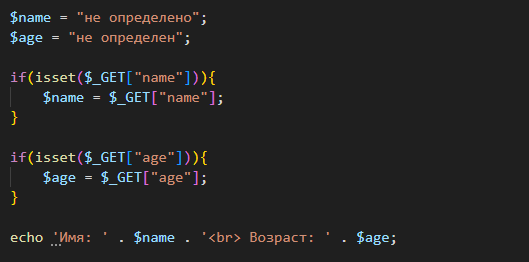 $name = "не определено";
$age = "не определен";
if(isset($_GET["name"])){
$name = $_GET["name"];
}
if(isset($_GET["age"])){
$age = $_GET["age"];
}
echo 'Имя: ' . $name . '<br> Возраст: ' . $age;